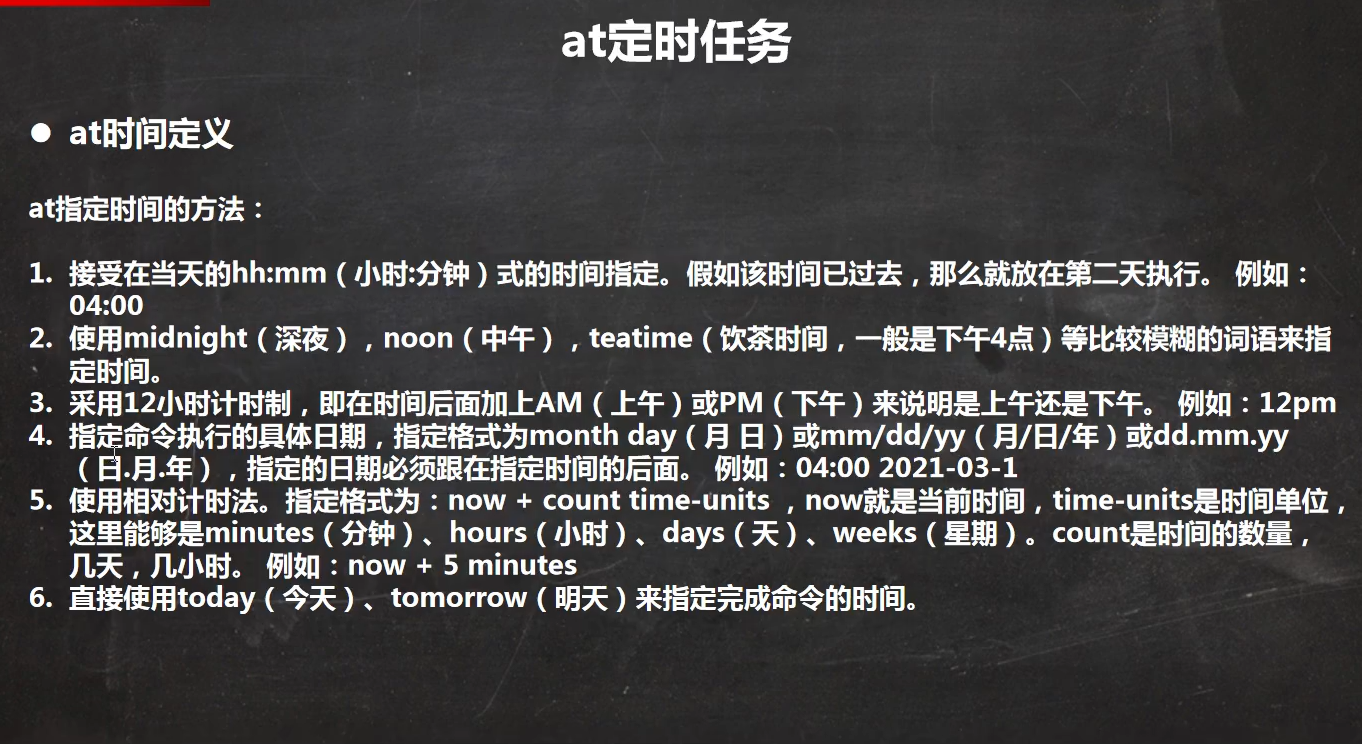 at定时任务
● at时间定义
at指定时间的方法：
1. 接受在当天的hh:mm（小时:分钟）式的时间指定。假如该时间已过去，那么就放在第二天执行。 例如：
04:00
2. 使用midnight（深夜），noon（中午），teatime（饮茶时间，一般是下午4点）等比较模糊的词语来指
定时间。
3. 采用12小时计时制，即在时间后面加上AM（上午）或PM（下午）来说明是上午还是下午。 例如：12pm
4. 指定命令执行的具体日期，指定格式为month day（月 日）或mm/dd/yy（月/日/年）或dd.mm.yy
（日.月.年），指定的日期必须跟在指定时间的后面。 例如：04:00 2021-03-1
5. 使用相对计时法。指定格式为：now + count time-units ，now就是当前时间，time-units是时间单位，
这里能够是minutes（分钟）、hours（小时）、days（天）、weeks（星期）。count是时间的数量，
几天，几小时。 例如：now + 5 minutes
6. 直接使用today（今天）、tomorrow（明天）来指定完成命令的时间。